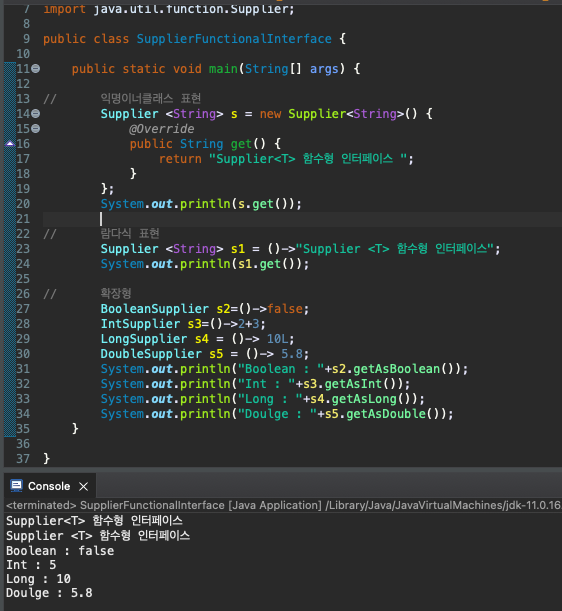 7 import java.util.function.Supplier;
8
9 public class SupplierFunctionalInterface {
10
11 public static void main(String[] args) {
12
13 // 익명이너클래스 표현
14 Supplier <String> s = new Supplier<String>() {
15 @Override
16 public String get() {
17 return "Supplier<T> 함수형 인터페이스 ";
18 }
19 };
20 System.out.println(s.get());
21
22 // 람다식 표현
23 Supplier <String> s1 = ()->"Supplier <T> 함수형 인터페이스";
24 System.out.println(s1.get());
25
26 // 확장형
27 BooleanSupplier s2=()->false;
28 IntSupplier s3=()->2+3;
29 LongSupplier s4 = ()-> 10L;
30 DoubleSupplier s5 = ()-> 5.8;
31 System.out.println("Boolean : "+s2.getAsBoolean());
32 System.out.println("Int : "+s3.getAsInt());
33 System.out.println("Long : "+s4.getAsLong());
34 System.out.println("Doulge : "+s5.getAsDouble());
35 }
36
37 }
Console
<terminated> SupplierFunctionalInterface [Java Application] /Library/Java/JavaVirtualMachines/jdk-11.0.16
Supplier<T> 함수형 인터페이스
Supplier <T> 함수형 인터페이스
Boolean : false
Int : 5
Long : 10
Doulge : 5.8